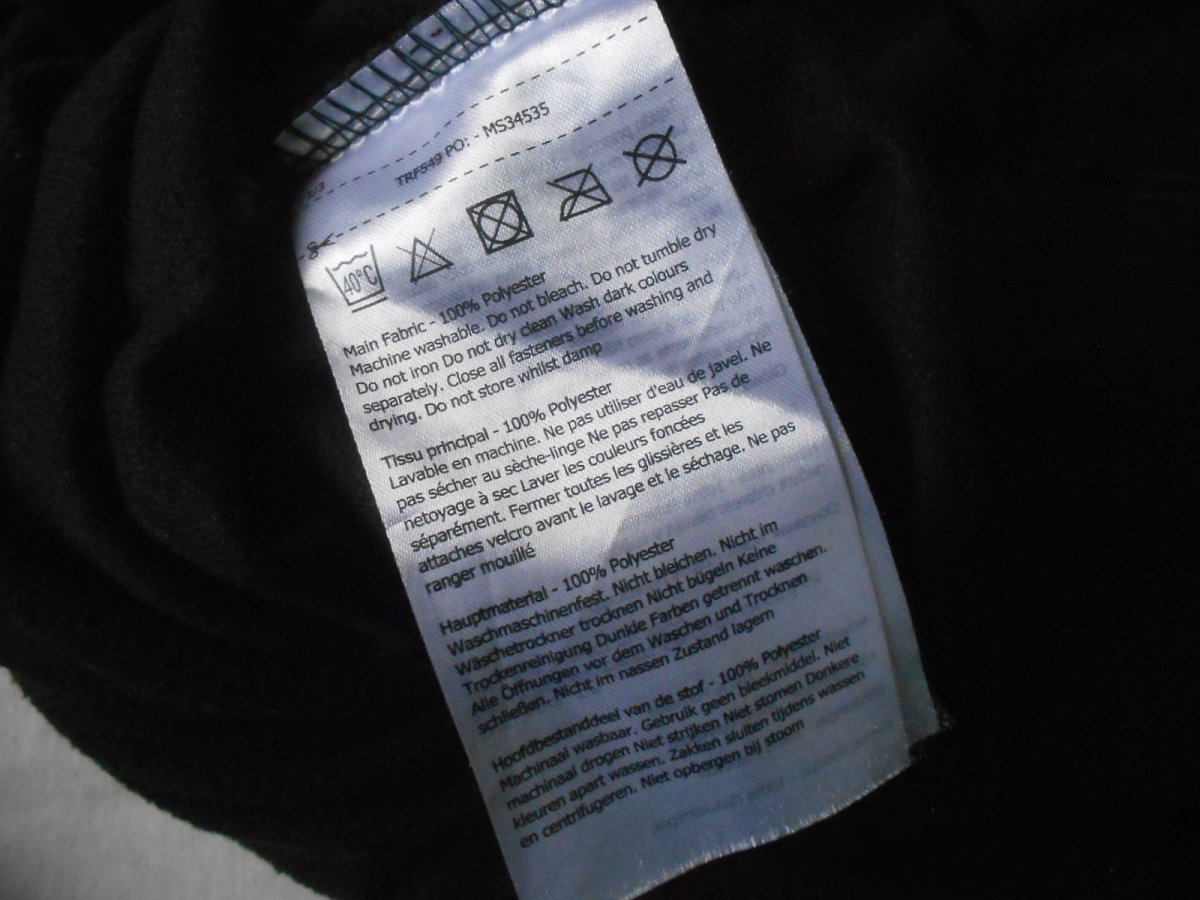 1/3
TRF549 PO: - MS34535
40°C
Main Fabric - 100% Polyester
Machine washable. Do not bleach. Do not tumble dry
Do not iron Do not dry clean Wash dark colours
separately. Close all fasteners before washing and
drying. Do not store whilst damp
Tissu principal - 100% Polyester
Lavable en machine. Ne pas utiliser d'eau de javel. Ne
pas sécher au sèche-linge Ne pas repasser Pas de
netoyage à sec Laver les couleurs foncées
séparément. Fermer toutes les glissières et les
attaches velcro avant le lavage et le séchage. Ne pas
ranger mouillé
Hauptmaterial - 100% Polyester
Waschmaschinenfest. Nicht bleichen. Nicht im
Wäschetrockner trocknen Nicht bügeln Keine
Trockenreinigung Dunkle Farben getrennt waschen.
Alle Öffnungen vor dem Waschen und Trocknen
schließen. Nicht im nassen Zustand lagern
Hoofdbestanddeel van de stof - 100% Polyester
Machinaal wasbaar. Gebruik geen bleekmiddel. Niet
machinaal drogen Niet strijken Niet stomen Donkere
kleuren apart wassen. Zakken sluiten tijdens wassen
en centrifugeren. Niet opbergen bij stoom